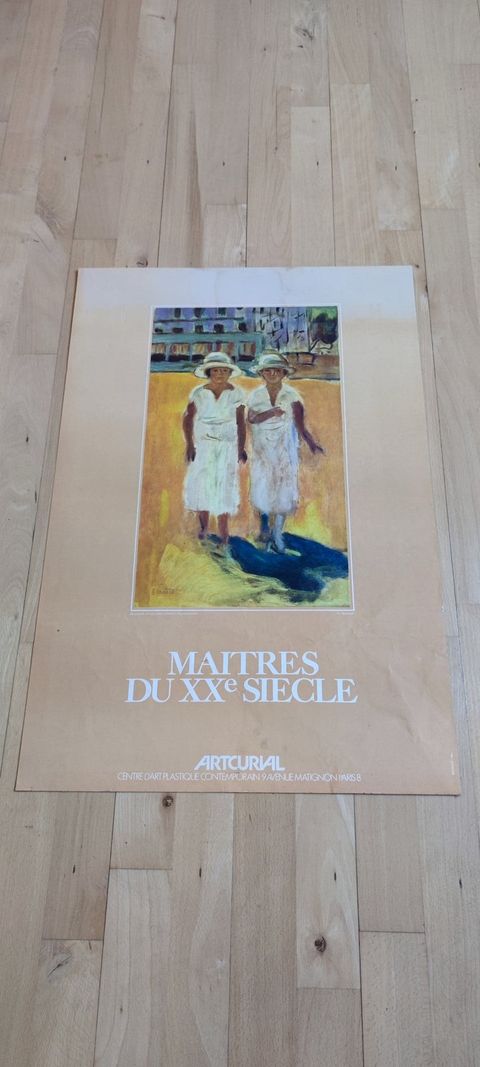 MAITRES
DU XXe SIECLE
ARTCURIAL
CENTRE D'ART PLASTIQUE CONTEMPORAIN 9 AVENUE MATIGNON PARIS 8